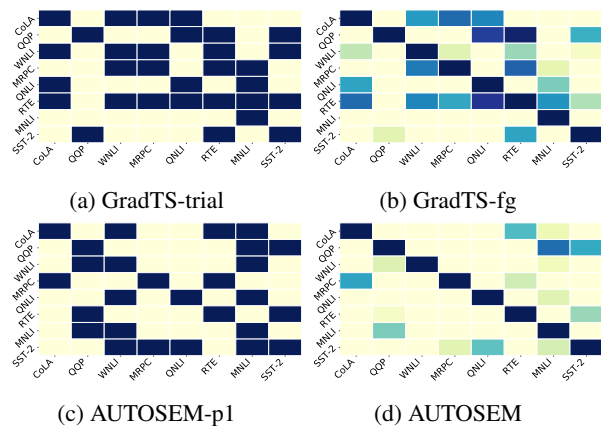 CoLA
QQP
WNLI
MRPC
QNLI
RTE
MNLI
SST-2
CoLA
QQP
WNLI
MRPC
QNLI
RTE
MNLI
SST-2
(a) GradTS-trial
CoLA
QQP
WNLI
MRPC
QNLI
RTE
MNLI
SST-2
CoLA
QQP
WNLI
MRPC
QNLI
RTE
MNLI
SST-2
(b) GradTS-fg
CoLA
QQP
WNLI
MRPC
QNLI
RTE
MNLI
SST-2
CoLA
QQP
WNLI
MRPC
QNLI
RTE
MNLI
SST-2
(c) AUTOSEM-p1
CoLA
QQP
WNLI
MRPC
QNLI
RTE
MNLI
SST-2
CoLA
QQP
WNLI
MRPC
QNLI
RTE
MNLI
SST-2
(d) AUTOSEM